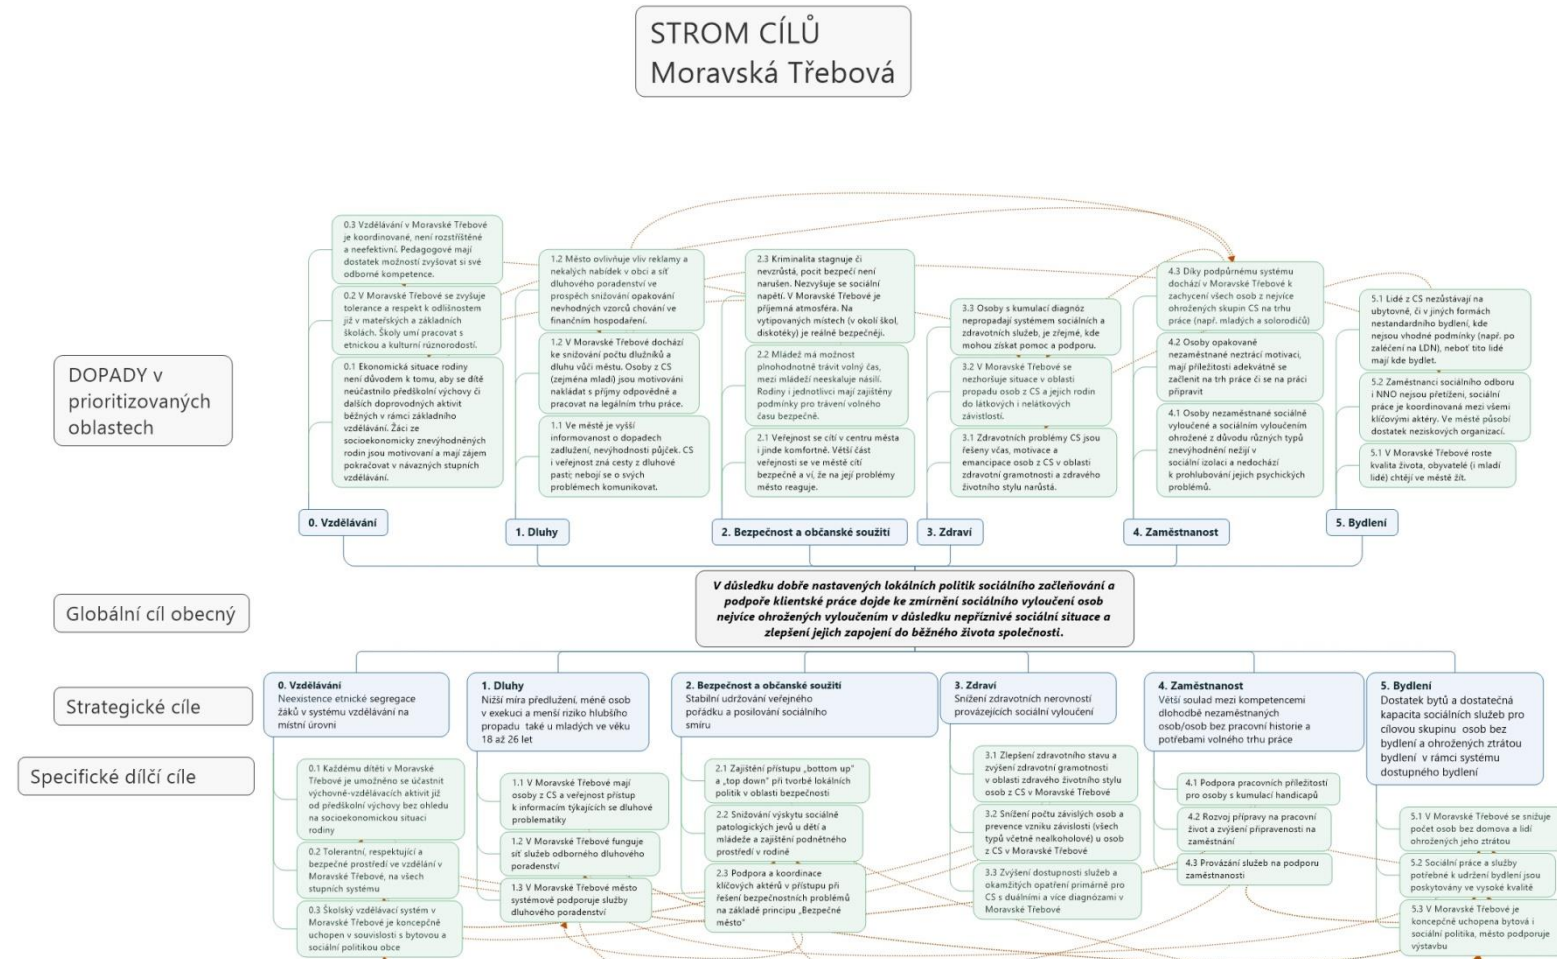 STROM CÍLŮ
Moravská Třebová
DOPADY v
prioritizovaných
oblastech
0.3 Vzdělávání v Moravské Třebové
je koordinované, není rozstříštěné
a neefektivní. Pedagogové mají
dostatek možností zvyšovat si své
odborné kompetence.
0.2 V Moravské Třebové se zvyšuje
tolerance a respekt k odlišnostem
již v mateřských a základních
školách. Školy umí pracovat s
etnickou a kulturní různorodostí.
0.1 Ekonomická situace rodiny
není důvodem k tomu, aby se dítě
neúčastnilo předškolní výchovy či
dalších doprovodných aktivit
běžných v rámci základního
vzdělávání. Žáci ze
socioekonomicky znevýhodněných
rodin jsou motivovaní a mají zájem
pokračovat v návazných stupních
vzdělávání.
0. Vzdělávání
1.2 Město ovlivňuje vliv reklamy a
nekalých nabídek v obci a síť
dluhového poradenství ve
prospěch snižování opakování
nevhodných vzorců chování ve
finančním hospodaření.
1.2 V Moravské Třebové dochází
ke snižování počtu dlužníků a
dluhu vůči městu. Osoby z CS
(zejména mladí) jsou motivování
nakládat s příjmy odpovědně a
pracovat na legálním trhu práce.
1.1 Ve městě je vyšší
informovanost o dopadech
zadlužení, nevýhodnosti půjček. CS
i veřejnost zná cesty z dluhové
pasti; nebojí se o svých
problémech komunikovat.
1. Dluhy
2.3 Kriminalita stagnuje či
nevzrůstá, pocit bezpečí není
narušen. Nezvyšuje se sociální
napětí. V Moravské Třebové je
příjemná atmosféra. Na
vytipovaných místech (v okolí škol,
diskotéky) je reálně bezpečněji.
2.2 Mládež má možnost
plnohodnotně trávit volný čas,
mezi mládeží neeskaluje násilí.
Rodiny i jednotlivci mají zajištěny
podmínky pro trávení volného
času bezpečně.
2.1 Veřejnost se cítí v centru města
i jinde komfortně. Větší část
veřejnosti se ve městě cítí
bezpečně a ví, že na její problémy
město reaguje.
2. Bezpečnost a občanské soužití
3.3 Osoby s kumulací diagnóz
nepropadají systémem sociálních a
zdravotních služeb, je zřejmé, kde
mohou získat pomoc a podporu.
3.2 V Moravské Třebové se
nezhoršuje situace v oblasti
propadu osob z CS a jejich rodin
do látkových i nelátkových
závistlostí.
3.1 Zdravotních problémy CS jsou
řešeny včas, motivace a
emancipace osob z CS v oblasti
zdravotní gramotnosti a zdravého
životního stylu narůstá.
3. Zdraví
4.3 Díky podpůrnému systému
dochází v Moravské Třebové k
zachycení všech osob z nejvíce
ohrožených skupin CS na trhu
práce (např. mladých a solorodičů)
4.2 Osoby opakovaně
nezaměstnané neztrácí motivaci,
mají příležitosti adekvátně se
začlenit na trh práce či se na práci
připravit
4.1 Osoby nezaměstnané sociálně
vyloučené a sociálním vyloučením
ohrožené z důvodu různých typů
znevýhodnění nežijí v
sociální izolaci a nedochází
k prohlubování jejich psychických
problémů.
4. Zaměstnanost
5.1 Lidé z CS nezůstávají na
ubytovně, či v jiných formách
nestandardního bydlení, kde
nejsou vhodné podmínky (např. po
zaléčení na LDN), neboť tito lidé
mají kde bydlet.
5.2 Zaměstnanci sociálního odboru
i NNO nejsou přetížení, sociální
práce je koordinovaná mezi všemi
klíčovými aktéry. Ve městě působí
dostatek neziskových organizací.
5.1 V Moravské Třebové roste
kvalita života, obyvatelé (i mladí
lidé) chtějí ve městě žít.
5. Bydlení
Globální cíl obecný
V důsledku dobře nastavených lokálních politik sociálního začleňování a
podpoře klientské práce dojde ke zmírnění sociálního vyloučení osob
nejvíce ohrožených vyloučením v důsledku nepříznivé sociální situace a
zlepšení jejich zapojení do běžného života společnosti.
Strategické cíle
0. Vzdělávání
Neexistence etnické segregace
žáků v systému vzdělávání na
místní úrovni
1. Dluhy
Nižší míra předlužení, méně osob
v exekuci a menší riziko hlubšího
propadu také u mladých ve věku
18 až 26 let
2. Bezpečnost a občanské soužití
Stabilní udržování veřejného
pořádku a posilování sociálního
smíru
3. Zdraví
Snížení zdravotních nerovností
provázejících sociální vyloučení
4. Zaměstnanost
Větší soulad mezi kompetencemi
dlohodbě nezaměstnaných
osob/osob bez pracovní historie a
potřebami volného trhu práce
5. Bydlení
Dostatek bytů a dostatečná
kapacita sociálních služeb pro
cílovou skupinu osob bez
bydlení a ohrožených ztrátou
bydlení v rámci systému
dostupného bydlení
Specifické dílčí cíle
0.1 Každému dítěti v Moravské
Třebové je umožněno se účastnit
výchovně-vzdělávacích aktivit již
od předškolní výchovy bez ohledu
na socioekonomickou situaci
rodiny
0.2 Tolerantní, respektující a
bezpečné prostředí ve vzdělání v
Moravské Třebové, na všech
stupních systému
0.3 Školský vzdělávací systém v
Moravské Třebové je koncepčně
uchopen v souvislosti s bytovou a
sociální politikou obce
1.1 V Moravské Třebové mají
osoby z CS a veřejnost přístup
k informacím týkajících se dluhové
problematiky
1.2 V Moravské Třebové funguje
síť služeb odborného dluhového
poradenství
1.3 V Moravské Třebové město
systémově podporuje služby
dluhového poradenství
2.1 Zajištění přístupu „bottom up“
a „top down“ při tvorbě lokálních
politik v oblasti bezpečnosti
2.2 Snižování výskytu sociálně
patologických jevů u dětí a
mládeže a zajištění podnětného
prostředí v rodině
2.3 Podpora a koordinace
klíčových aktérů v přístupu při
řešení bezpečnostních problémů
na základě principu „Bezpečné
město“
3.1 Zlepšení zdravotního stavu a
zvýšení zdravotní gramotnosti
v oblasti zdravého životního stylu
osob z CS v Moravské Třebové
3.2 Snížení počtu závislých osob a
prevence vzniku závislosti (všech
typů včetně nealkoholové) u osob
z CS v Moravské Třebové
3.3 Zvýšení dostupnosti služeb a
okamžitých opatření primárně pro
CS s duálními a více diagnózami v
Moravské Třebové
4.1 Podpora pracovních příležitostí
pro osoby s kumulací handicapů
4.2 Rozvoj přípravy na pracovní
život a zvýšení připravenosti na
zaměstnání
4.3 Provázání služeb na podporu
zaměstnanosti
5.1 V Moravské Třebové se snižuje
počet osob bez domova a lidí
ohrožených jeho ztrátou
5.2 Sociální práce a služby
potřebné k udržení bydlení jsou
poskytovány ve vysoké kvalitě
5.3 V Moravské Třebové je
koncepčně uchopena bytová i
sociální politika, město podporuje
výstavbu